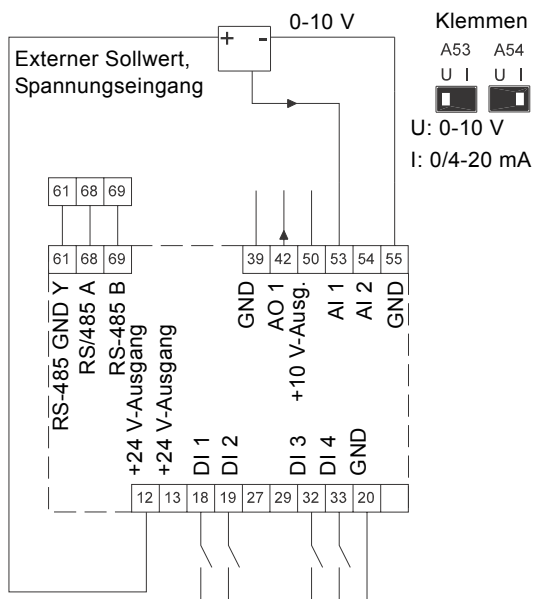 0-10 V
Klemmen
Externer Sollwert,
Spannungseingang
+ -
A53 A54
U I U I
U: 0-10 V
I: 0/4-20 mA
61 68 69
61 68 69
39 42 50 53 54 55
RS-485 GND Y
RS/485 A
RS-485 B
+24 V-Ausgang
+24 V-Ausgang
GND
AO 1
+10 V-Ausg.
AI 1
AI 2
GND
DI 1
DI 2
DI 3
DI 4
GND
12 13 18 19 27 29 32 33 20